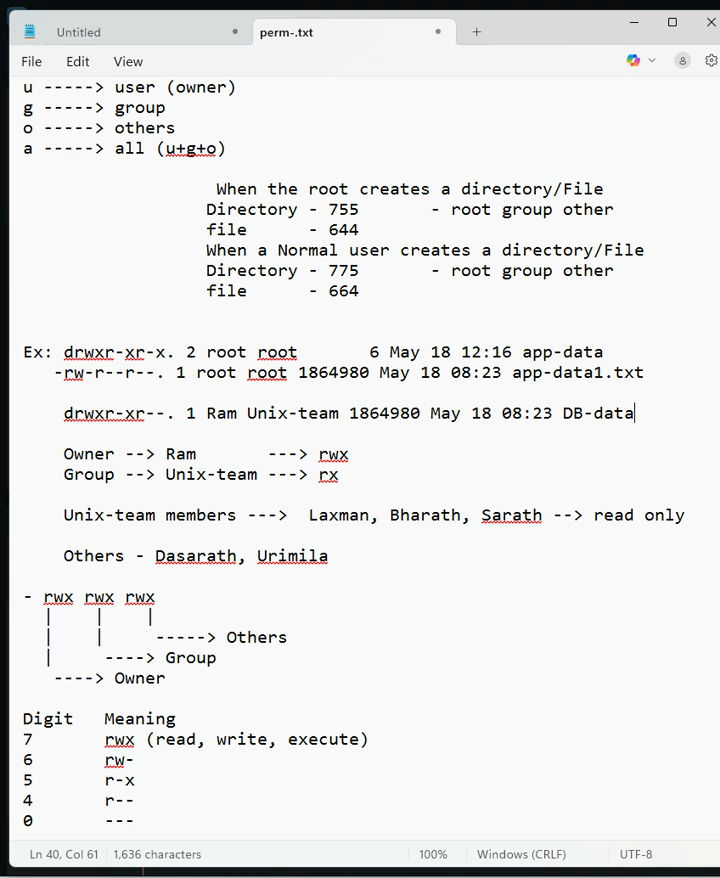 Untitled
perm-.txt
File Edit View
u -----> user (owner)
g -----> group
o -----> others
a -----> all (u+g+o)
When the root creates a directory/File
Directory - 755 - root group other
file - 644
When a Normal user creates a directory/File
Directory - 775 - root group other
file - 664
Ex: drwxr-xr-x. 2 root root 6 May 18 12:16 app-data
-rw-r--r--. 1 root root 1864980 May 18 08:23 app-data1.txt
drwxr-xr--. 1 Ram Unix-team 1864980 May 18 08:23 DB-data
Owner --> Ram ---> rwx
Group --> Unix-team ---> rx
Unix-team members ---> Laxman, Bharath, Sarath --> read only
Others - Dasarath, Urimila
- rwx rwx rwx
| | |
| | -----> Others
| ----> Group
----> Owner
Digit Meaning
7 rwx (read, write, execute)
6 rw-
5 r-x
4 r--
0 ---
Ln 40, Col 61 1,636 characters 100% Windows (CRLF) UTF-8